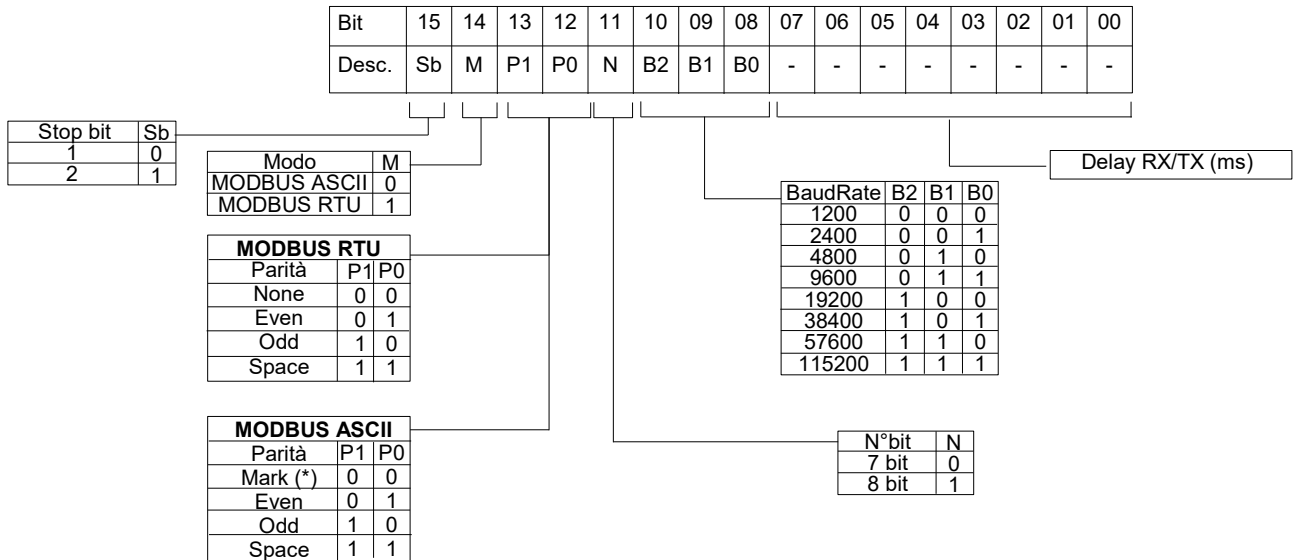 Bit 15 14 13 12 11 10 09 08 07 06 05 04 03 02 01 00
Desc. Sb M P1 P0 N B2 B1 B0 - - - - - - - -
Stop bit Sb
1 0
2 1
Modo M
MODBUS ASCII 0
MODBUS RTU 1
Delay RX/TX (ms)
BaudRate B2 B1 B0
1200 0 0 0
2400 0 0 1
4800 0 1 0
9600 0 1 1
19200 1 0 0
38400 1 0 1
57600 1 1 0
115200 1 1 1
MODBUS RTU
Parità P1 P0
None 0 0
Even 0 1
Odd 1 0
Space 1 1
MODBUS ASCII
Parità P1 P0
Mark (*) 0 0
Even 0 1
Odd 1 0
Space 1 1
N°bit N
7 bit 0
8 bit 1